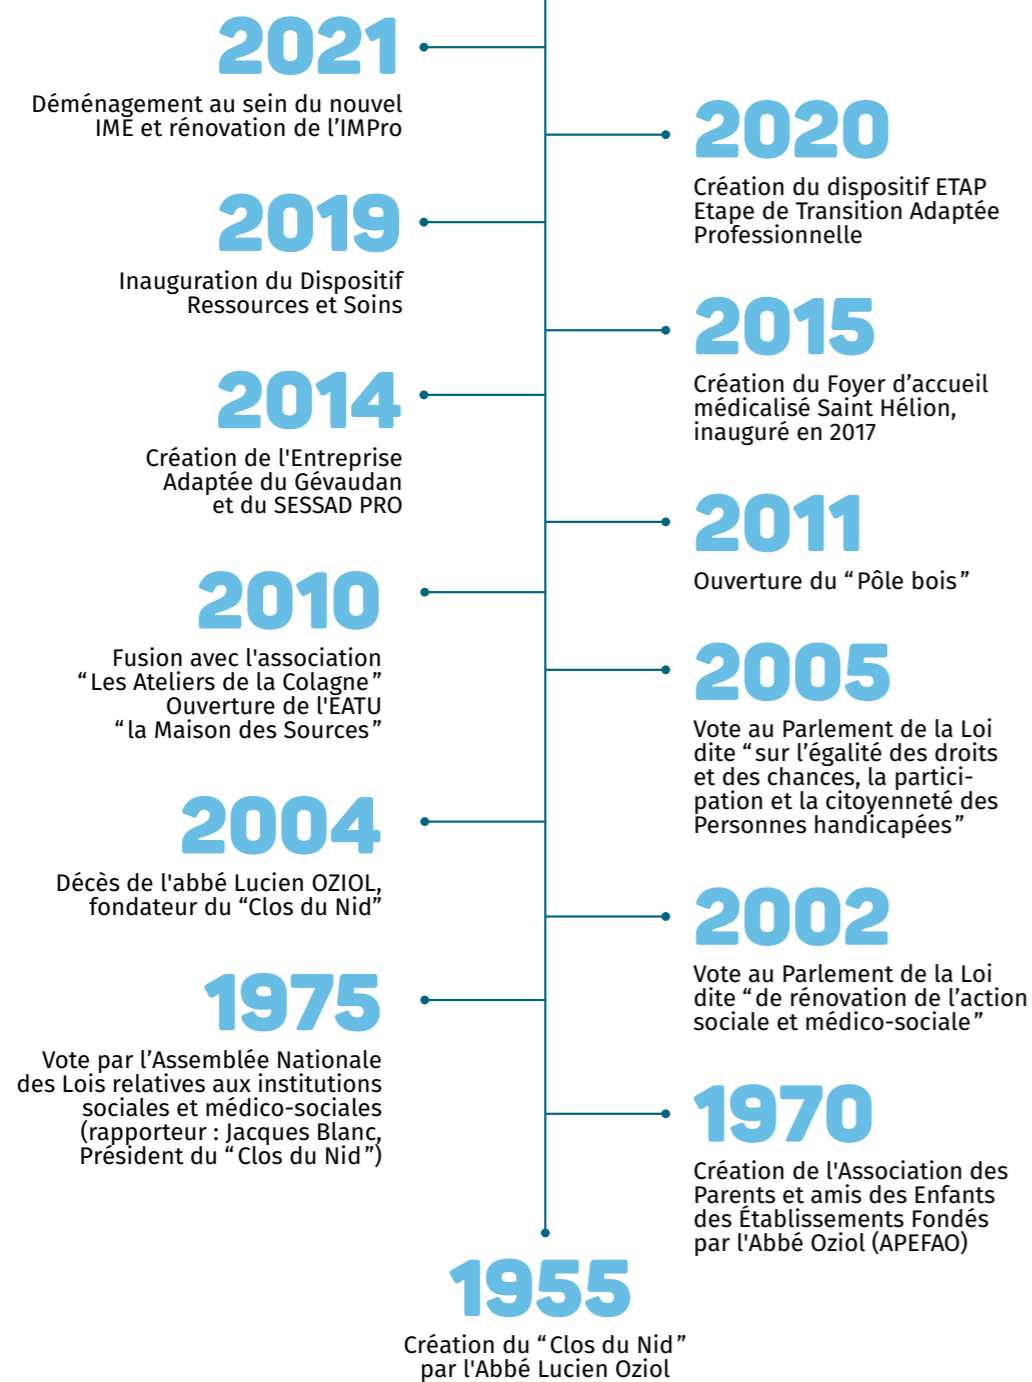 2021
Déménagement au sein du nouvel
IME et rénovation de l’IMPro
2020
Création du dispositif ETAP
Etape de Transition Adaptée
Professionnelle
2019
Inauguration du Dispositif
Ressources et Soins
2015
Création du Foyer d’accueil
médicalisé Saint Hélion,
inauguré en 2017
2014
Création de l'Entreprise
Adaptée du Gévaudan
et du SESSAD PRO
2011
Ouverture du “Pôle bois”
2010
Fusion avec l'association
“Les Ateliers de la Colagne”
Ouverture de l'EATU
“la Maison des Sources”
2005
Vote au Parlement de la Loi
dite “sur l’égalité des droits
et des chances, la partici-
pation et la citoyenneté des
Personnes handicapées”
2004
Décès de l'abbé Lucien OZIOL,
fondateur du “Clos du Nid”
2002
Vote au Parlement de la Loi
dite “de rénovation de l’action
sociale et médico-sociale”
1975
Vote par l’Assemblée Nationale
des Lois relatives aux institutions
sociales et médico-sociales
(rapporteur : Jacques Blanc,
Président du “Clos du Nid”)
1970
Création de l'Association des
Parents et amis des Enfants
des Établissements Fondés
par l'Abbé Oziol (APEFAO)
1955
Création du “Clos du Nid”
par l'Abbé Lucien Oziol